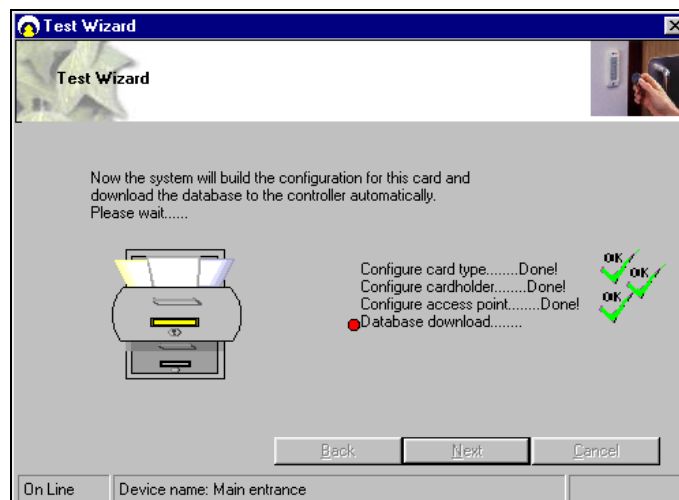 Test Wizard
Test Wizard
Now the system will build the configuration for this card and
download the database to the controller automatically.
Please wait......
Configure card type........Done!
Configure cardholder........Done!
Configure access point........Done!
Database download........
OK
OK
OK
Back
Next
Cancel
On Line
Device name: Main entrance